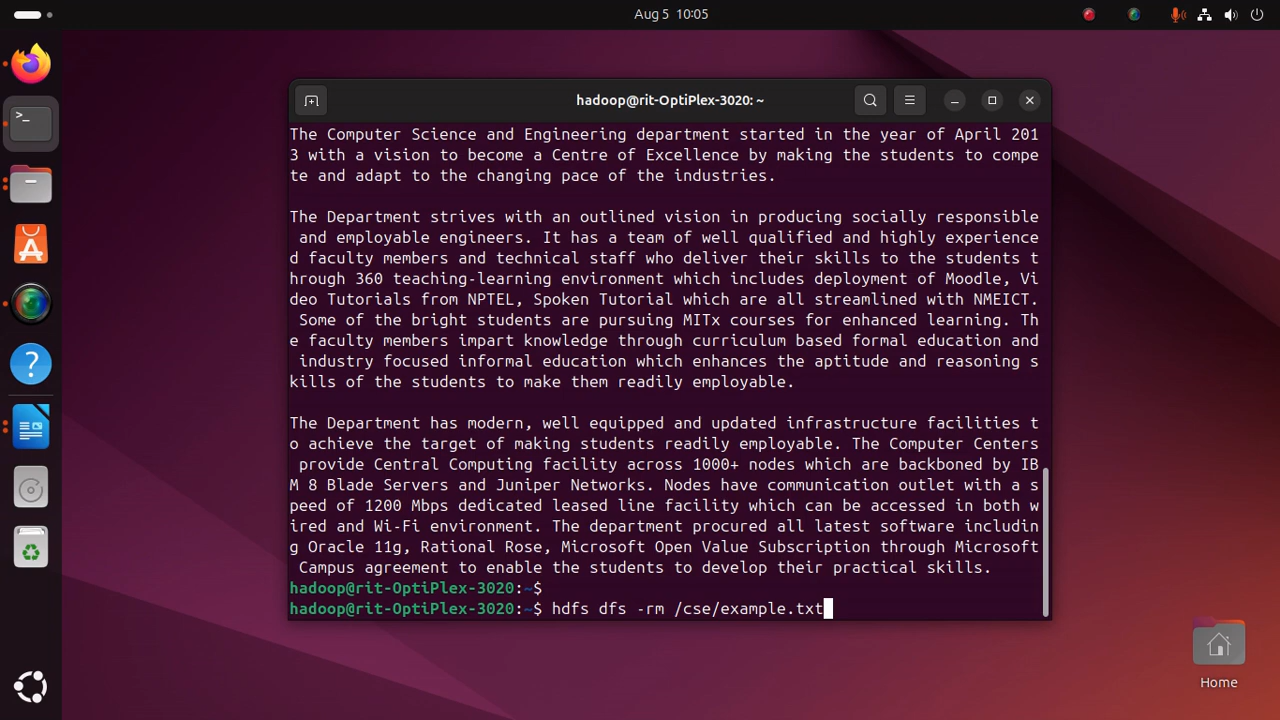 Aug 5 10:05
hadoop@rit-OptiPlex-3020: ~
The Computer Science and Engineering department started in the year of April 201
3 with a vision to become a Centre of Excellence by making the students to compe
te and adapt to the changing pace of the industries.
The Department strives with an outlined vision in producing socially responsible
and employable engineers. It has a team of well qualified and highly experience
d faculty members and technical staff who deliver their skills to the students t
hrough 360 teaching-learning environment which includes deployment of Moodle, Vi
deo Tutorials from NPTEL, Spoken Tutorial which are all streamlined with NMEICT.
Some of the bright students are pursuing MITx courses for enhanced learning. Th
e faculty members impart knowledge through curriculum based formal education and
industry focused informal education which enhances the aptitude and reasoning s
kills of the students to make them readily employable.
The Department has modern, well equipped and updated infrastructure facilities t
o achieve the target of making students readily employable. The Computer Centers
provide Central Computing facility across 1000+ nodes which are backboned by IB
M 8 Blade Servers and Juniper Networks. Nodes have communication outlet with a s
peed of 1200 Mbps dedicated leased line facility which can be accessed in both w
ired and Wi-Fi environment. The department procured all latest software includin
g Oracle 11g, Rational Rose, Microsoft Open Value Subscription through Microsoft
Campus agreement to enable the students to develop their practical skills.
hadoop@rit-OptiPlex-3020:~$
hadoop@rit-OptiPlex-3020:~$ hdfs dfs -rm /cse/example.txt
Home